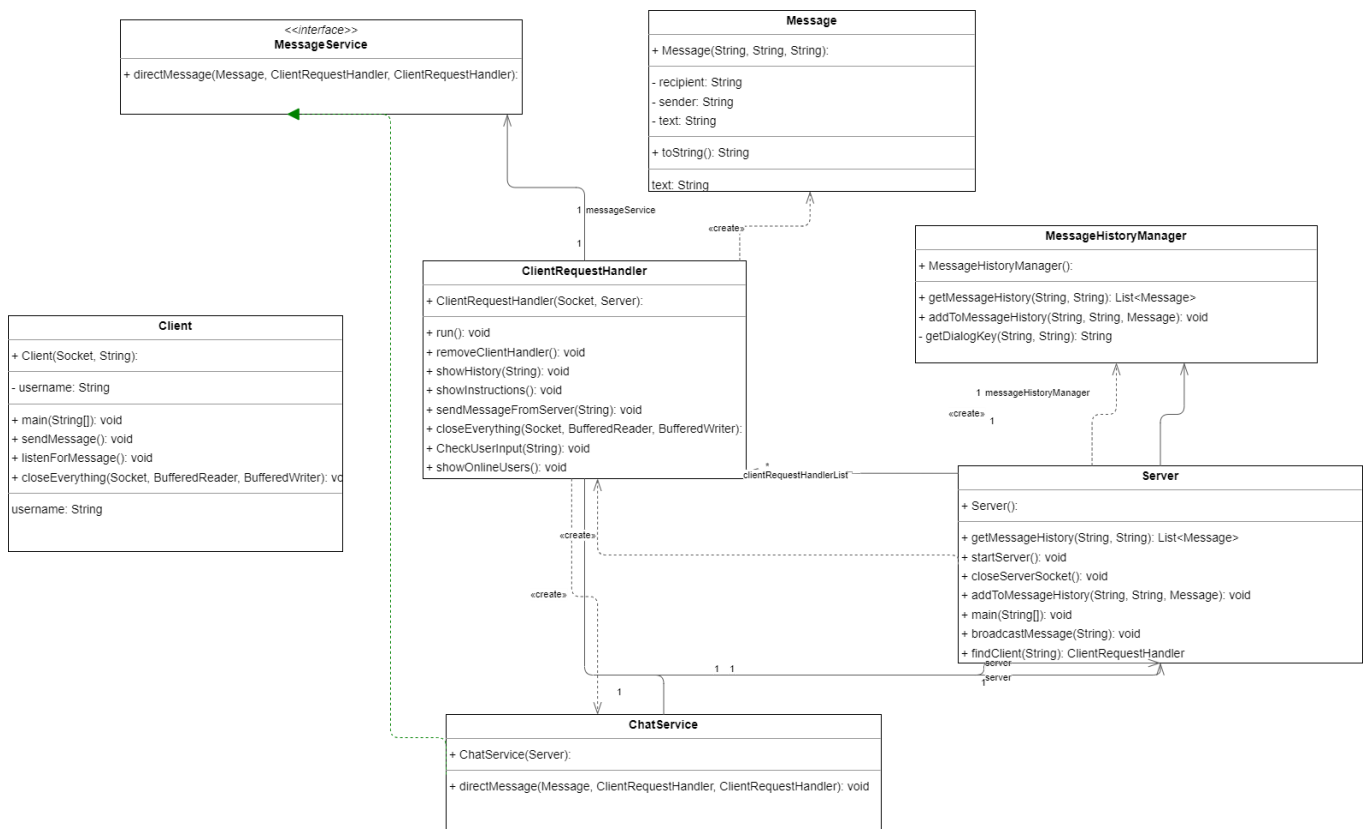 <<interface>>
MessageService
+ directMessage(Message, ClientRequestHandler, ClientRequestHandler):
Message
+ Message(String, String, String):
- recipient: String
- sender: String
- text: String
+ toString(): String
text: String
1 messageService
1
«create»
MessageHistoryManager
+ MessageHistoryManager():
+ getMessageHistory(String, String): List<Message>
+ addToMessageHistory(String, String, Message): void
- getDialogKey(String, String): String
ClientRequestHandler
+ ClientRequestHandler(Socket, Server):
+ run(): void
+ removeClientHandler(): void
+ showHistory(String): void
+ showInstructions(): void
+ sendMessageFromServer(String): void
+ closeEverything(Socket, BufferedReader, BufferedWriter):
+ CheckUserInput(String): void
+ showOnlineUsers(): void
Client
+ Client(Socket, String):
- username: String
+ main(String[]): void
+ sendMessage(): void
+ listenForMessage(): void
+ closeEverything(Socket, BufferedReader, BufferedWriter): vo
username: String
1 messageHistoryManager
«create»
1
*
clientRequestHandlerList
Server
+ Server():
+ getMessageHistory(String, String): List<Message>
+ startServer(): void
+ closeServerSocket(): void
+ addToMessageHistory(String, String, Message): void
+ main(String[]): void
+ broadcastMessage(String): void
+ findClient(String): ClientRequestHandler
«create»
«create»
1 1
server
server
1
1
ChatService
+ ChatService(Server):
+ directMessage(Message, ClientRequestHandler, ClientRequestHandler): void